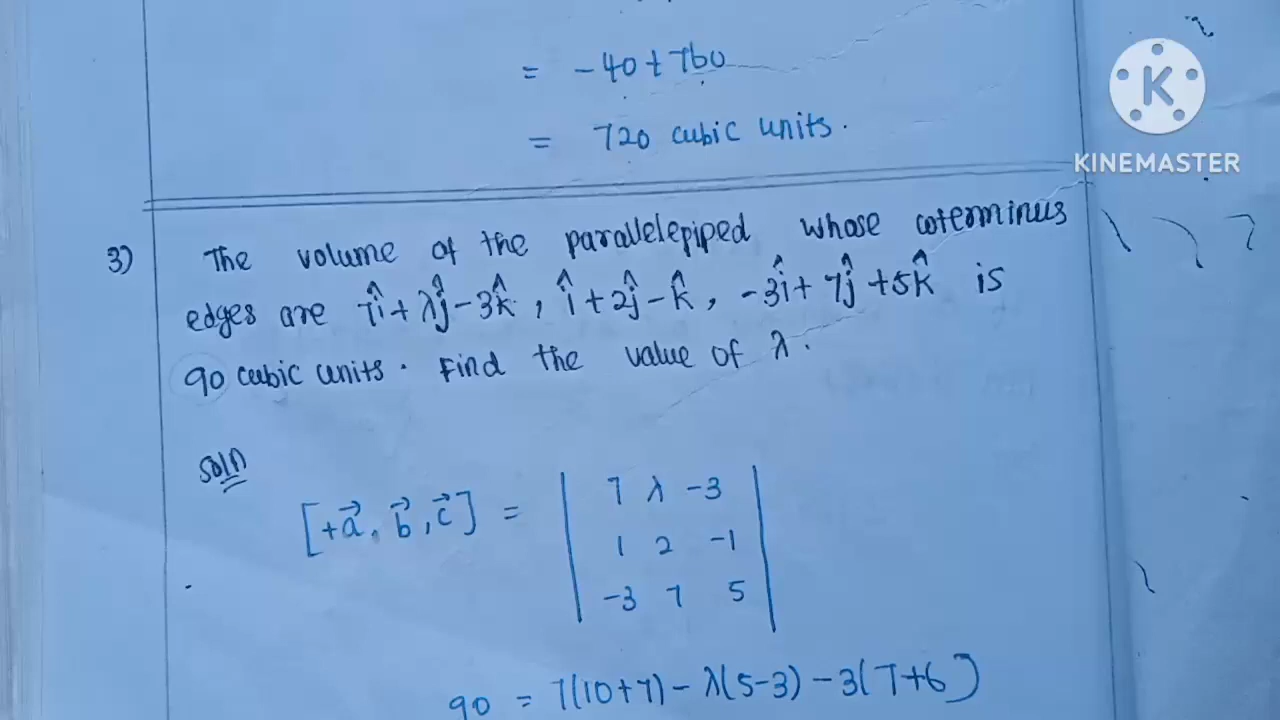 = -40 + 760
= 720 cubic units.
K
KINEMASTER
3) The volume of the parallelepiped whose coterminus
edges are 7î + λĵ - 3k̂, î + 2ĵ - k̂, -3î + 7ĵ + 5k̂ is
90 cubic units. Find the value of λ.
Soln
[+a⃗, b⃗, c⃗] = | 7 λ -3 |
1 2 -1
-3 7 5
90 = 7(10+7) - λ(5-3) - 3(7+6)